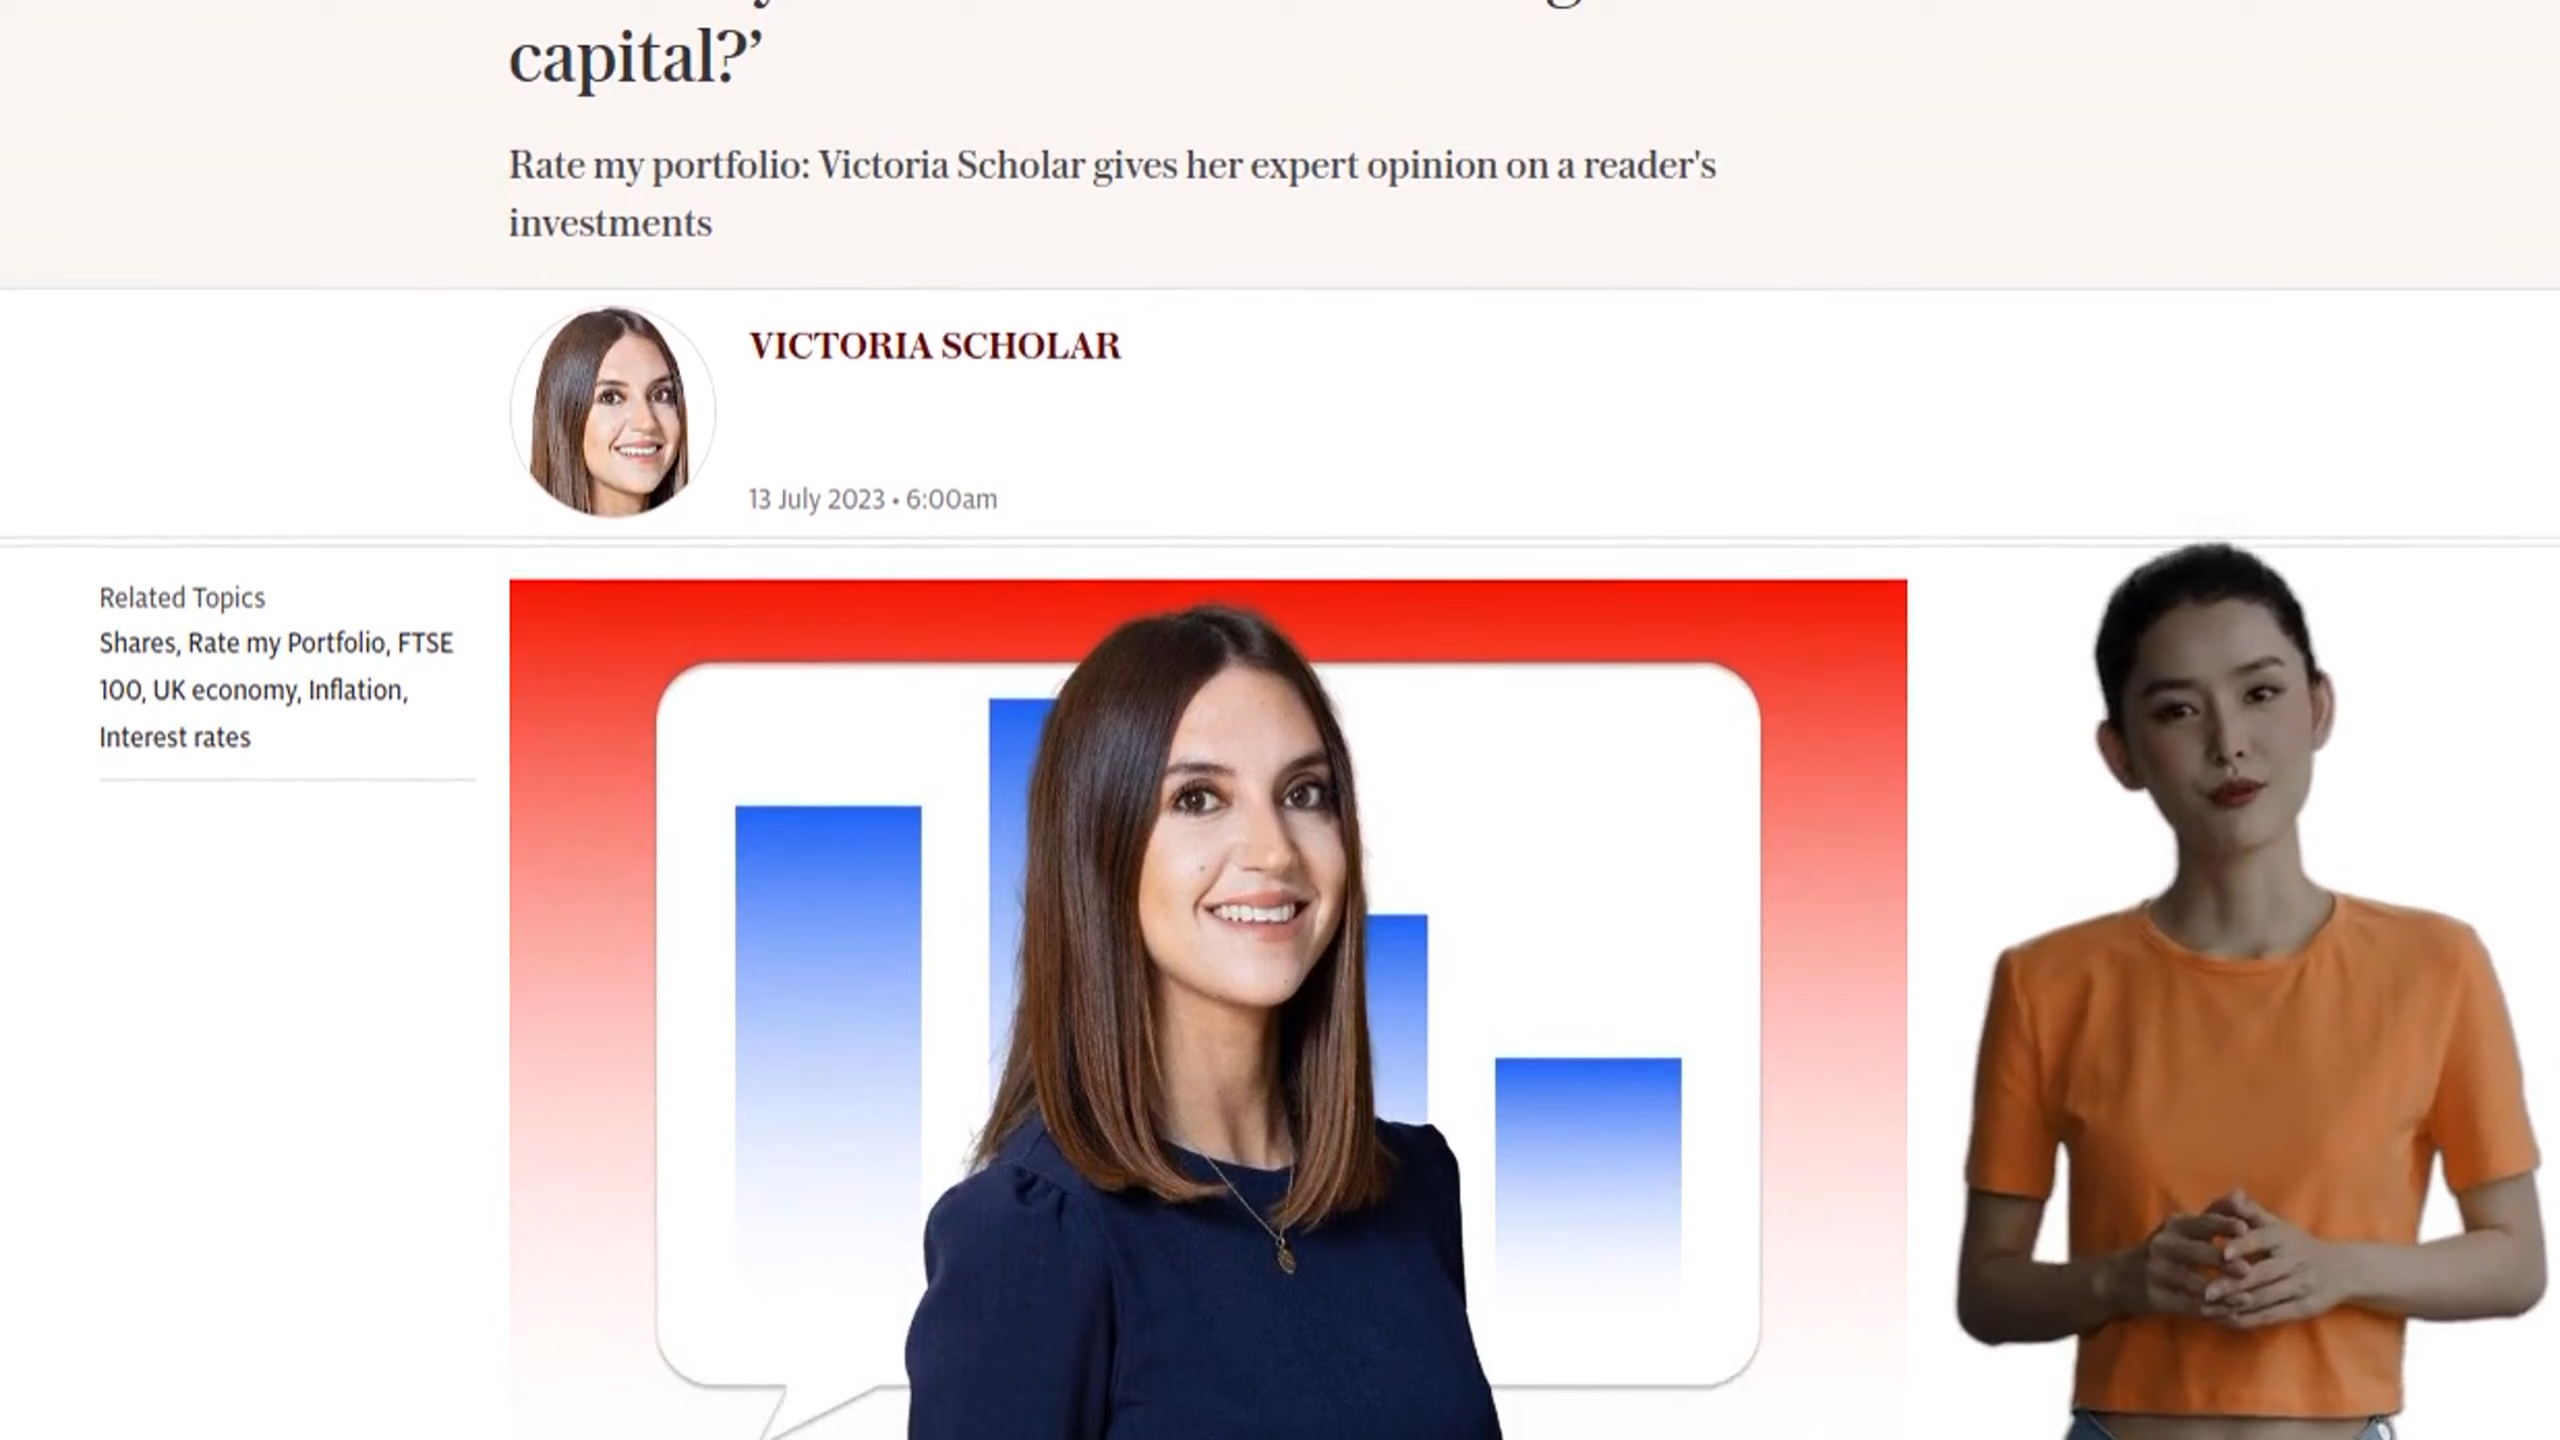 capital?’
Rate my portfolio: Victoria Scholar gives her expert opinion on a reader's
investments
VICTORIA SCHOLAR
13 July 2023 • 6:00am
Related Topics
Shares, Rate my Portfolio, FTSE
100, UK economy, Inflation,
Interest rates